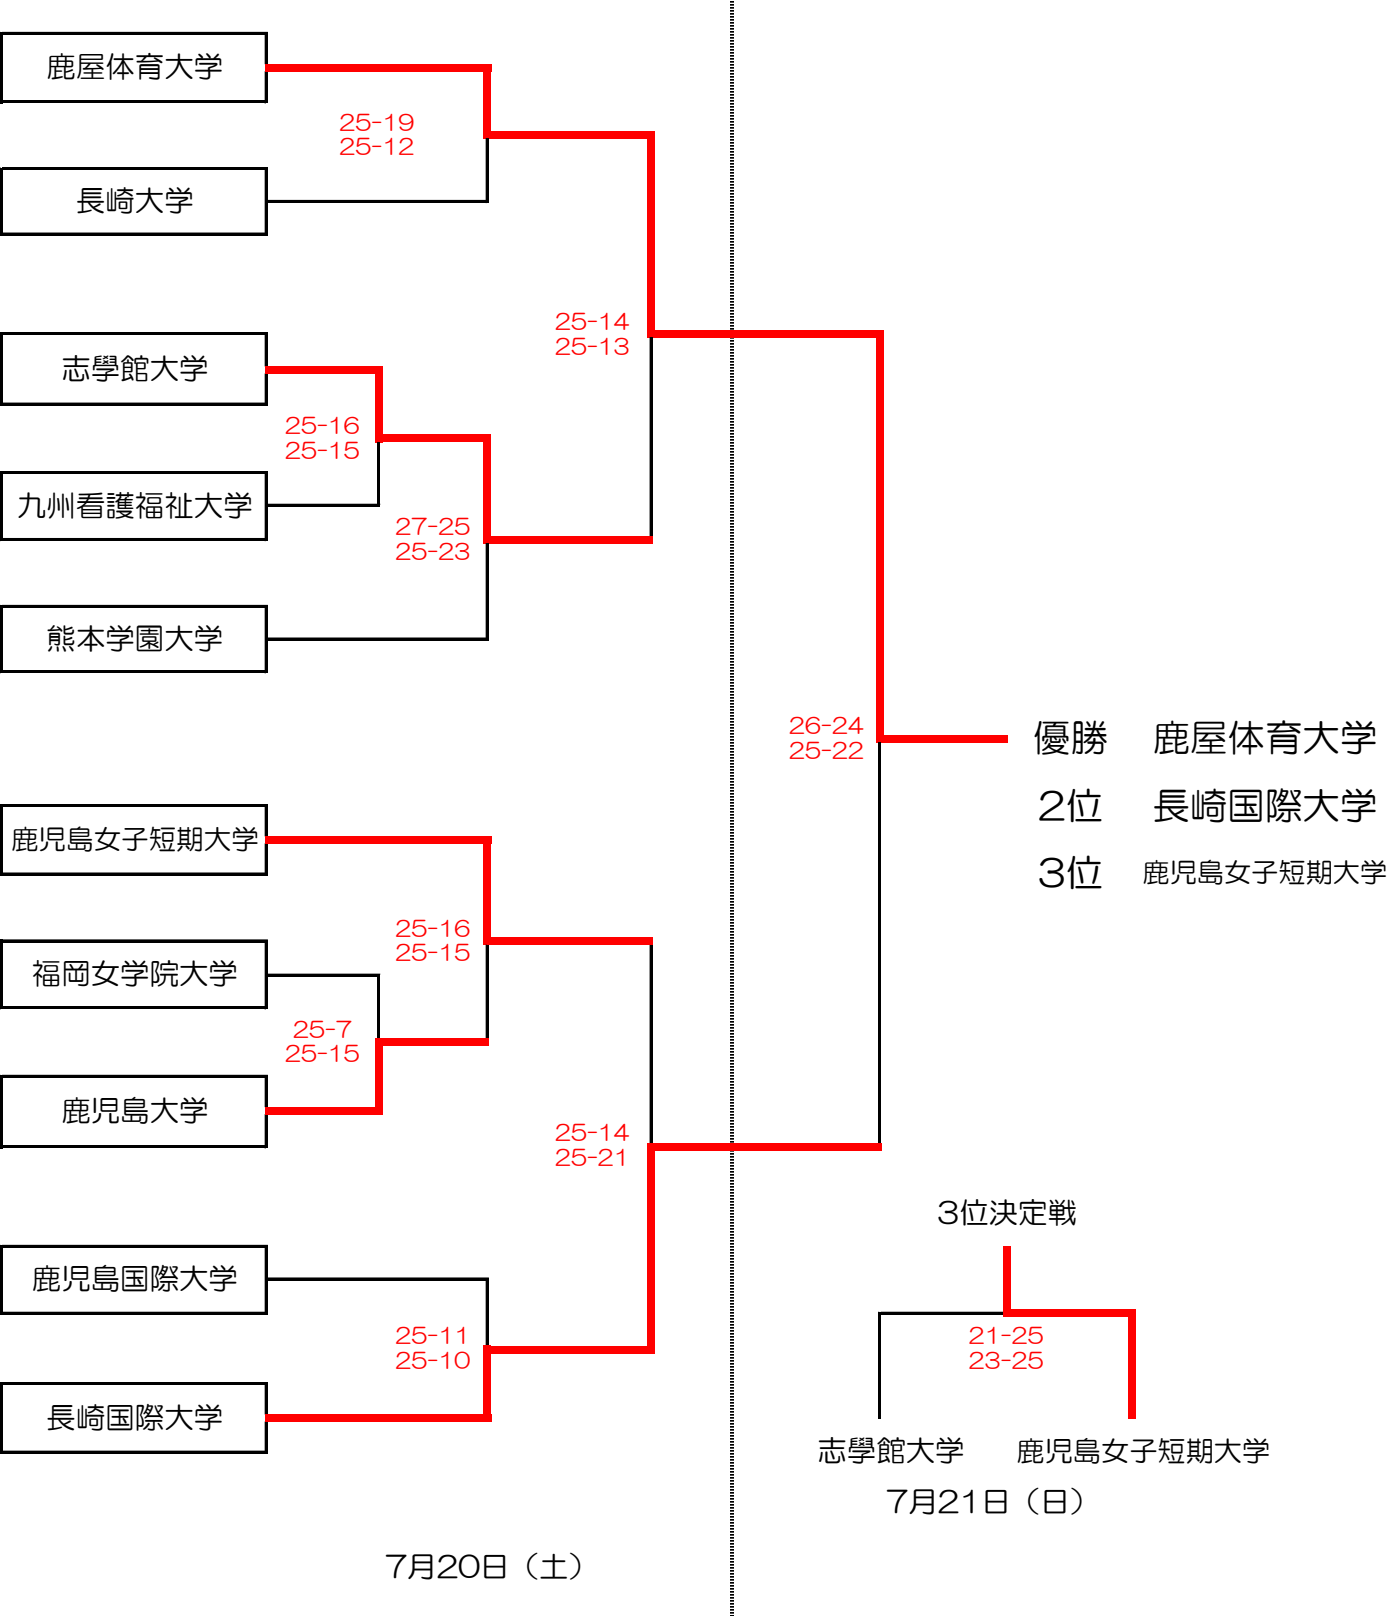 鹿屋体育大学
25-19
25-12
長崎大学
25-14
25-13
志學館大学
25-16
25-15
九州看護福祉大学
27-25
25-23
熊本学園大学
26-24
25-22
優勝 鹿屋体育大学
2位 長崎国際大学
3位 鹿児島女子短期大学
鹿児島女子短期大学
25-16
25-15
福岡女学院大学
25-7
25-15
鹿児島大学
25-14
25-21
鹿児島国際大学
25-11
25-10
長崎国際大学
3位決定戦
21-25
23-25
志學館大学 鹿児島女子短期大学
7月21日（日）
7月20日（土）